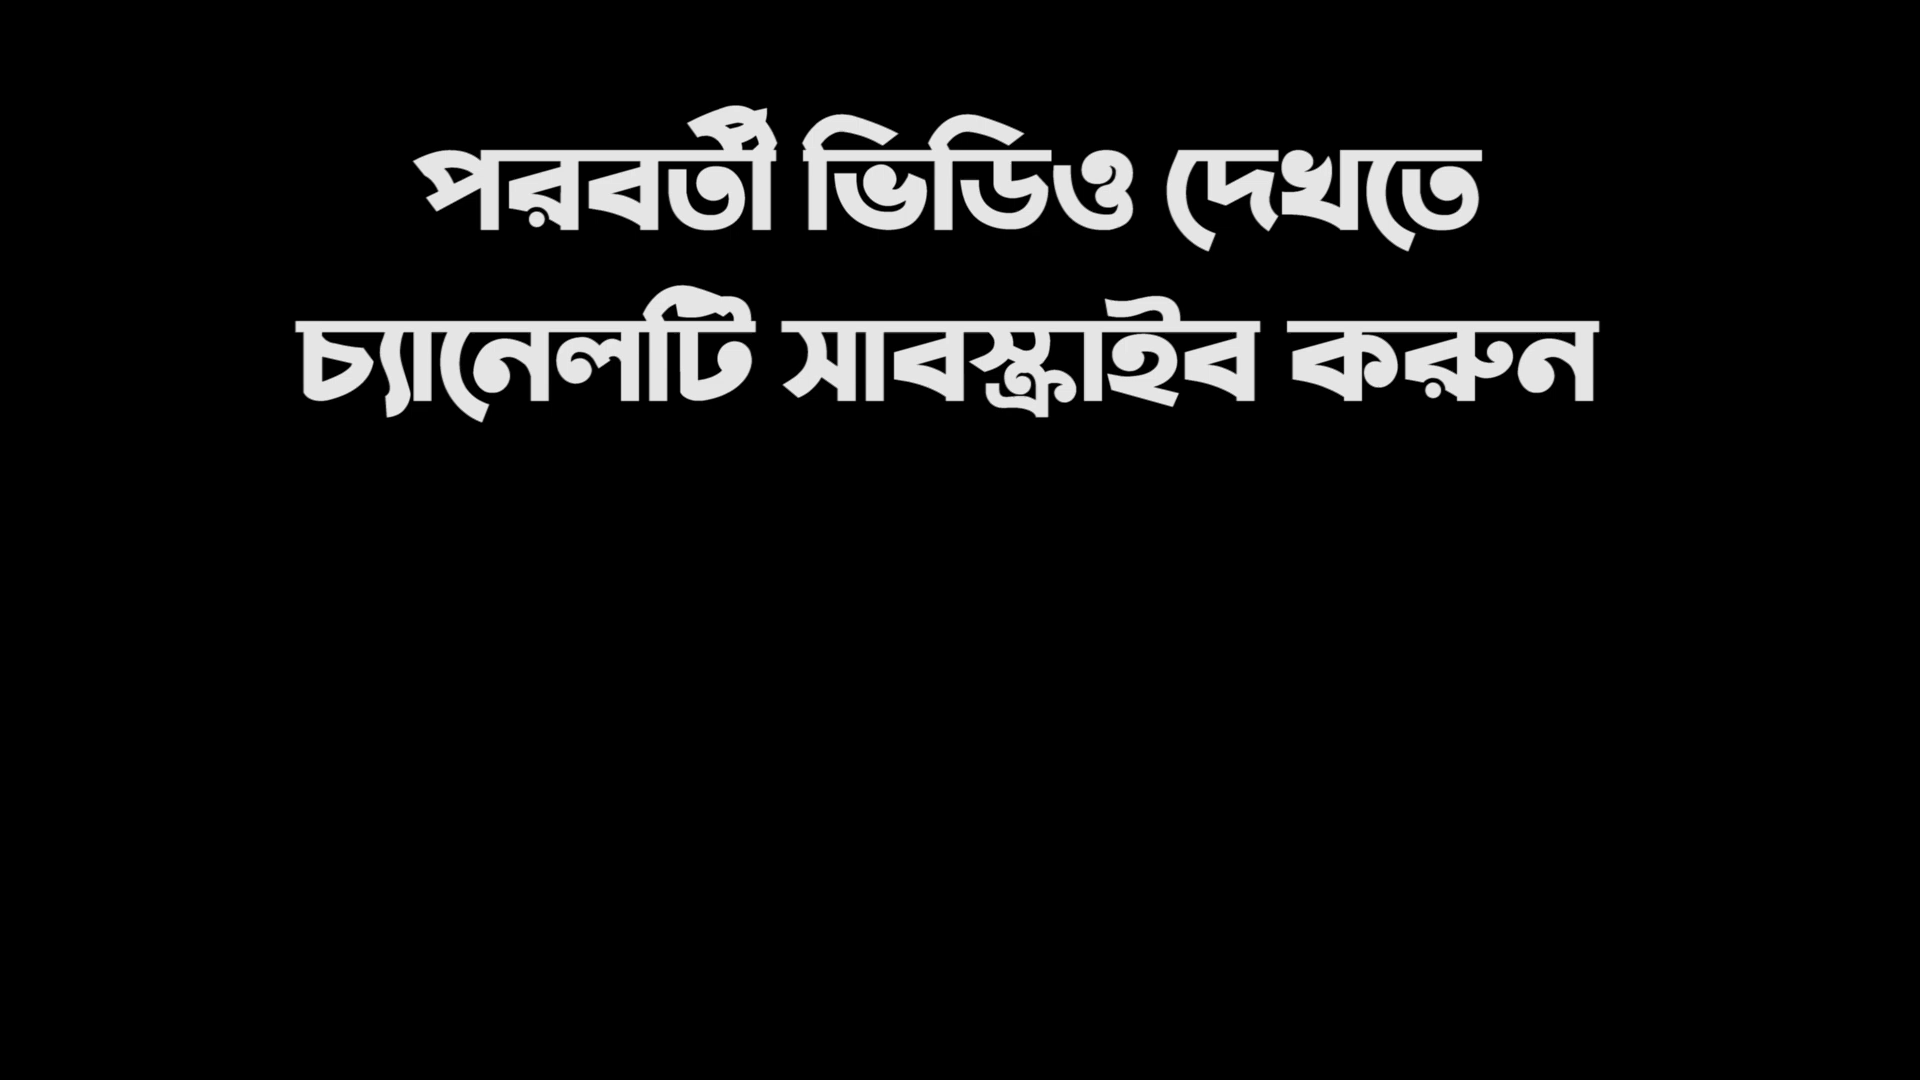 পরবর্তী ভিডিও দেখতে
চ্যানেলটি সাবস্ক্রাইব করুন